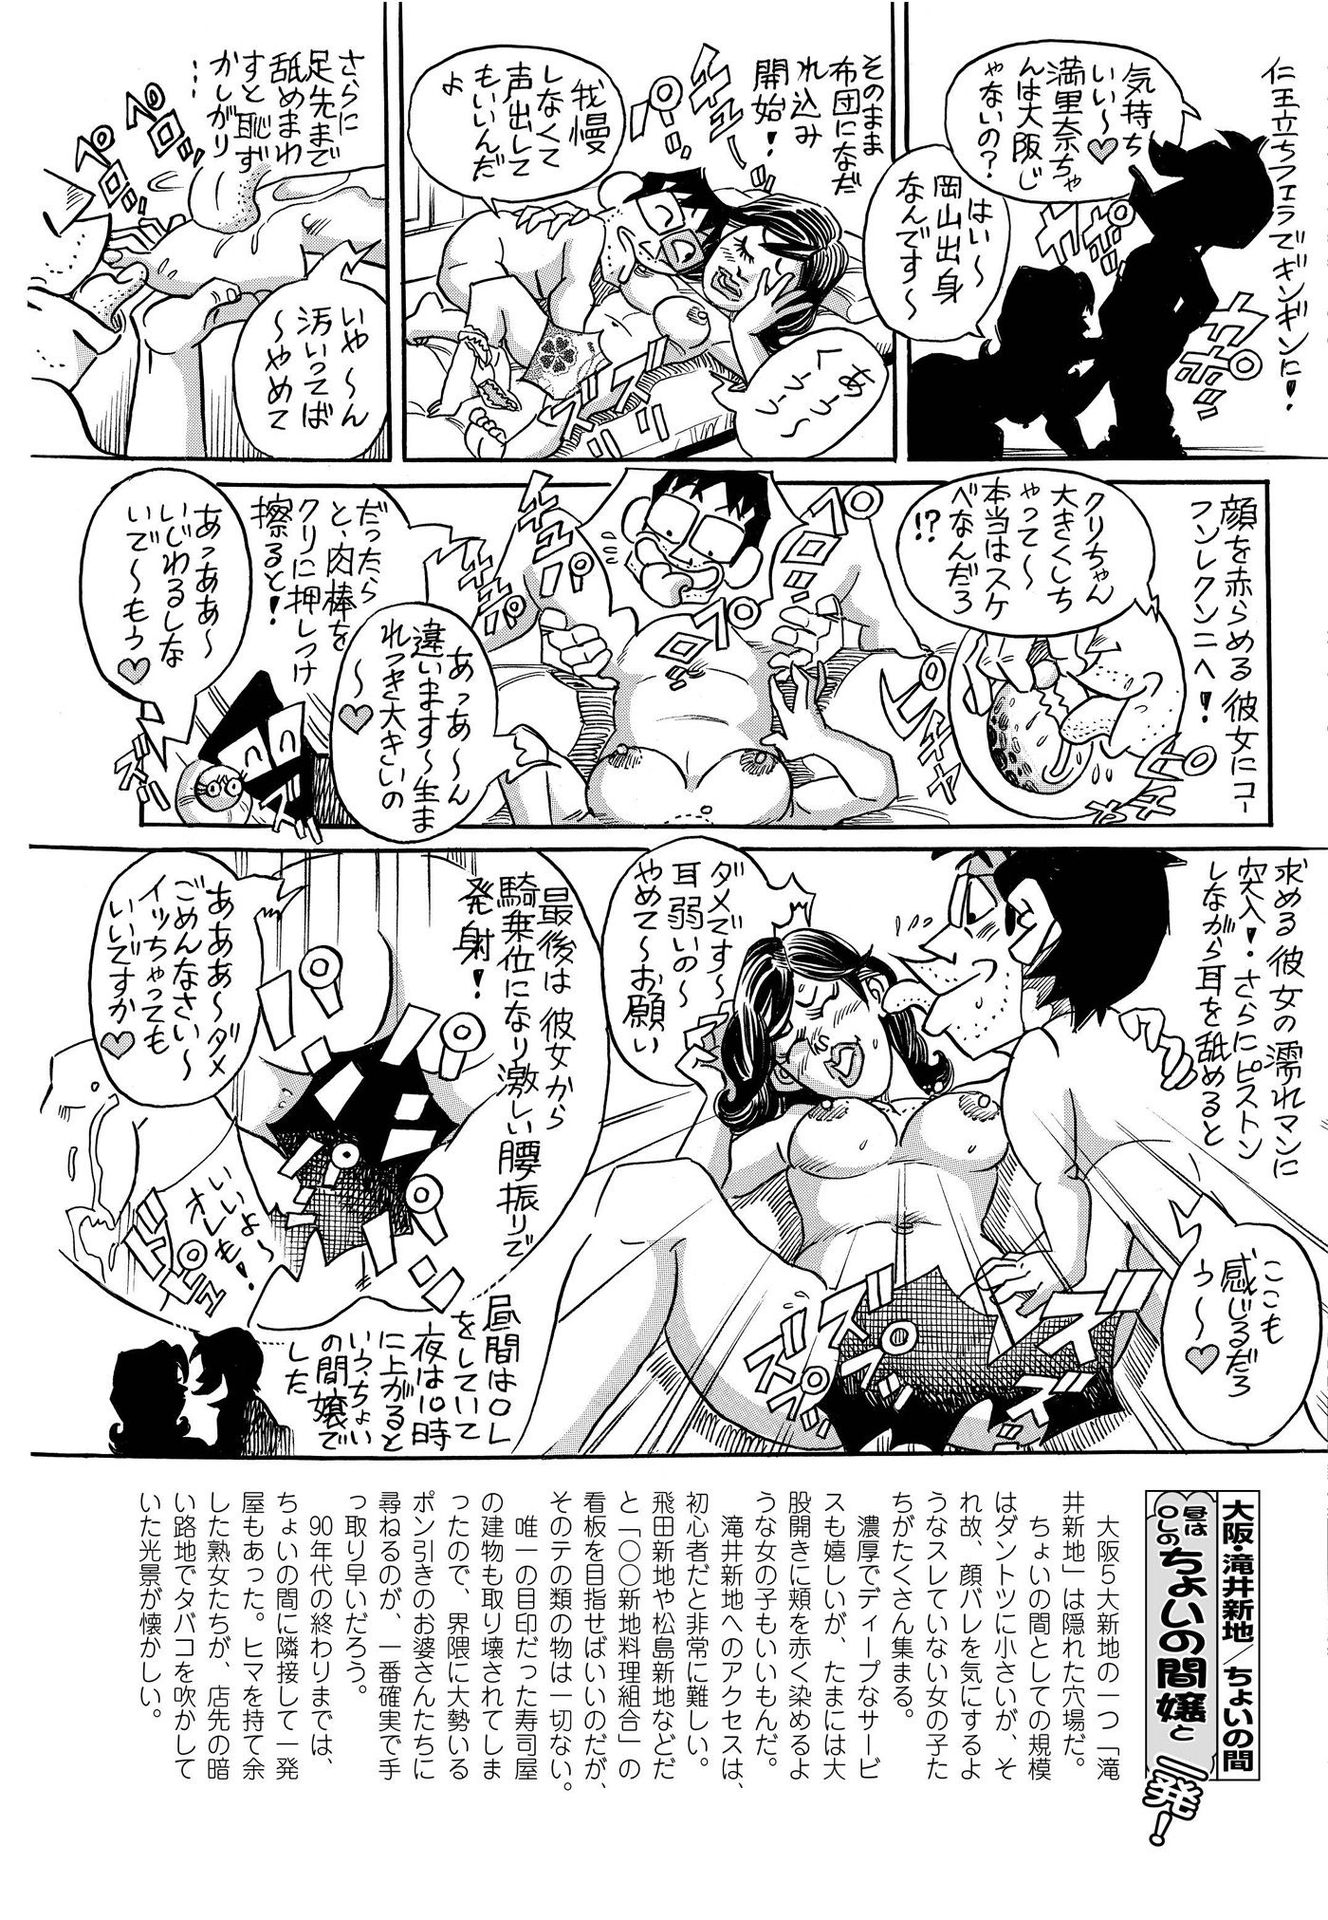 仁王立ちフェラでギンギンに！
気持ち
いい〜♡
満里奈ちゃ
んは大阪じ
ゃないの？
はい〜
岡山出身
なんです〜
そのまま
布団になだ
れ込み
開始！
我慢
しなくて
声出して
もいいんだ
よ
あう〜
くうう〜
さらに
足先まで
舐めまわ
すと恥ず
かしがり
…
いや〜ん
汚いってば
〜やめて
顔を赤らめる彼女にコー
フンしクンニへ！
クリちゃん
大きくしち
ゃって〜
本当はスケ
ベなんだろ
!?
あっあ〜ん
違います〜生ま
れつき大きいの
〜♡
だったら
と、肉棒を
クリに押しつけ
擦ると！
あっああ〜
いじわるしな
いで〜もう♡
求める彼女の濡れマンに
突入！さらにピストン
しながら耳を舐めると
ここも
感じるだろ
う〜♡
ダメです〜
耳弱いの〜
やめて〜お願い
最後は彼女から
騎乗位になり激しい腰振りで
発射！
あああ〜ダメ
ごめんなさい〜
イッちゃっても
いいですか♡
いいよ〜
オレも！
昼間はOL
をしていて
夜は10時
に上がると
いう、ちょい
の間嬢で
した
大阪・滝井新地／ちょいの間
昼は
OLの
ちょいの間嬢と一発！
大阪5大新地の一つ「滝
井新地」は隠れた穴場だ。
ちょいの間としての規模
はダントツに小さいが、そ
れ故、顔バレを気にするよ
うなスレていない女の子た
ちがたくさん集まる。
濃厚でディープなサービ
スも嬉しいが、たまには大
股開きに頬を赤く染めるよ
うな女の子もいいもんだ。
滝井新地へのアクセスは、
初心者だと非常に難しい。
飛田新地や松島新地などだ
と「〇〇新地料理組合」の
看板を目指せばいいのだが、
そのテの類の物は一切ない。
唯一の目印だった寿司屋
の建物も取り壊されてしま
ったので、界隈に大勢いる
ポン引きのお婆さんたちに
尋ねるのが、一番確実で手
っ取り早いだろう。
90年代の終わりまでは、
ちょいの間に隣接して一発
屋もあった。ヒマを持て余
した熟女たちが、店先の暗
い路地でタバコを吹かして
いた光景が懐かしい。